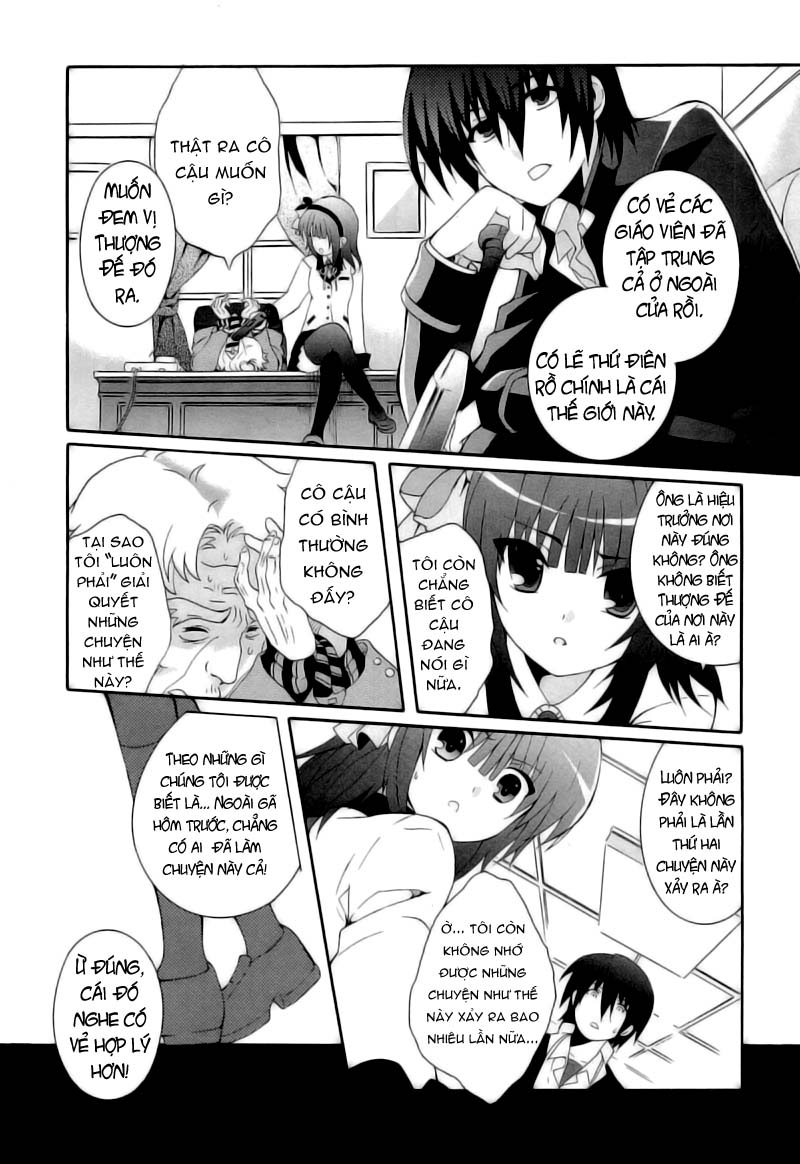 CÓ VẺ CÁC
GIÁO VIÊN ĐÃ
TẬP TRUNG
CẢ Ở NGOÀI
CỬA RỒI.
CÓ LẼ THỨ ĐIÊN
RỒ CHÍNH LÀ CÁI
THẾ GIỚI NÀY.
THẬT RA CÔ
CẬU MUỐN
GÌ?
MUỐN
ĐEM VỊ
THƯỢNG
ĐẾ ĐÓ
RA.
ÔNG LÀ HIỆU
TRƯỞNG NƠI
NÀY ĐÚNG
KHÔNG? ÔNG
KHÔNG BIẾT
THƯỢNG ĐẾ
CỦA NƠI NÀY
LÀ AI À?
TÔI CÒN
CHẲNG
BIẾT CÔ
CẬU
ĐANG
NÓI GÌ
NỮA.
CÔ CẬU
CÓ BÌNH
THƯỜNG
KHÔNG
ĐẤY?
TẠI SAO
TÔI "LUÔN
PHẢI" GIẢI
QUYẾT
NHỮNG
CHUYỆN
NHƯ THẾ
NÀY?
LUÔN PHẢI?
ĐÂY KHÔNG
PHẢI LÀ LẦN
THỨ HAI
CHUYỆN NÀY
XẢY RA À?
Ờ... TÔI CÒN
KHÔNG NHỚ
ĐƯỢC NHỮNG
CHUYỆN NHƯ THẾ
NÀY XẢY RA BAO
NHIÊU LẦN NỮA...
THEO NHỮNG GÌ
CHÚNG TÔI ĐƯỢC
BIẾT LÀ... NGOÀI GÃ
HÔM TRƯỚC, CHẲNG
CÓ AI ĐÃ LÀM
CHUYỆN NÀY CẢ!
Ừ ĐÚNG,
CÁI ĐÓ
NGHE CÓ
VẺ HỢP LÝ
HƠN!